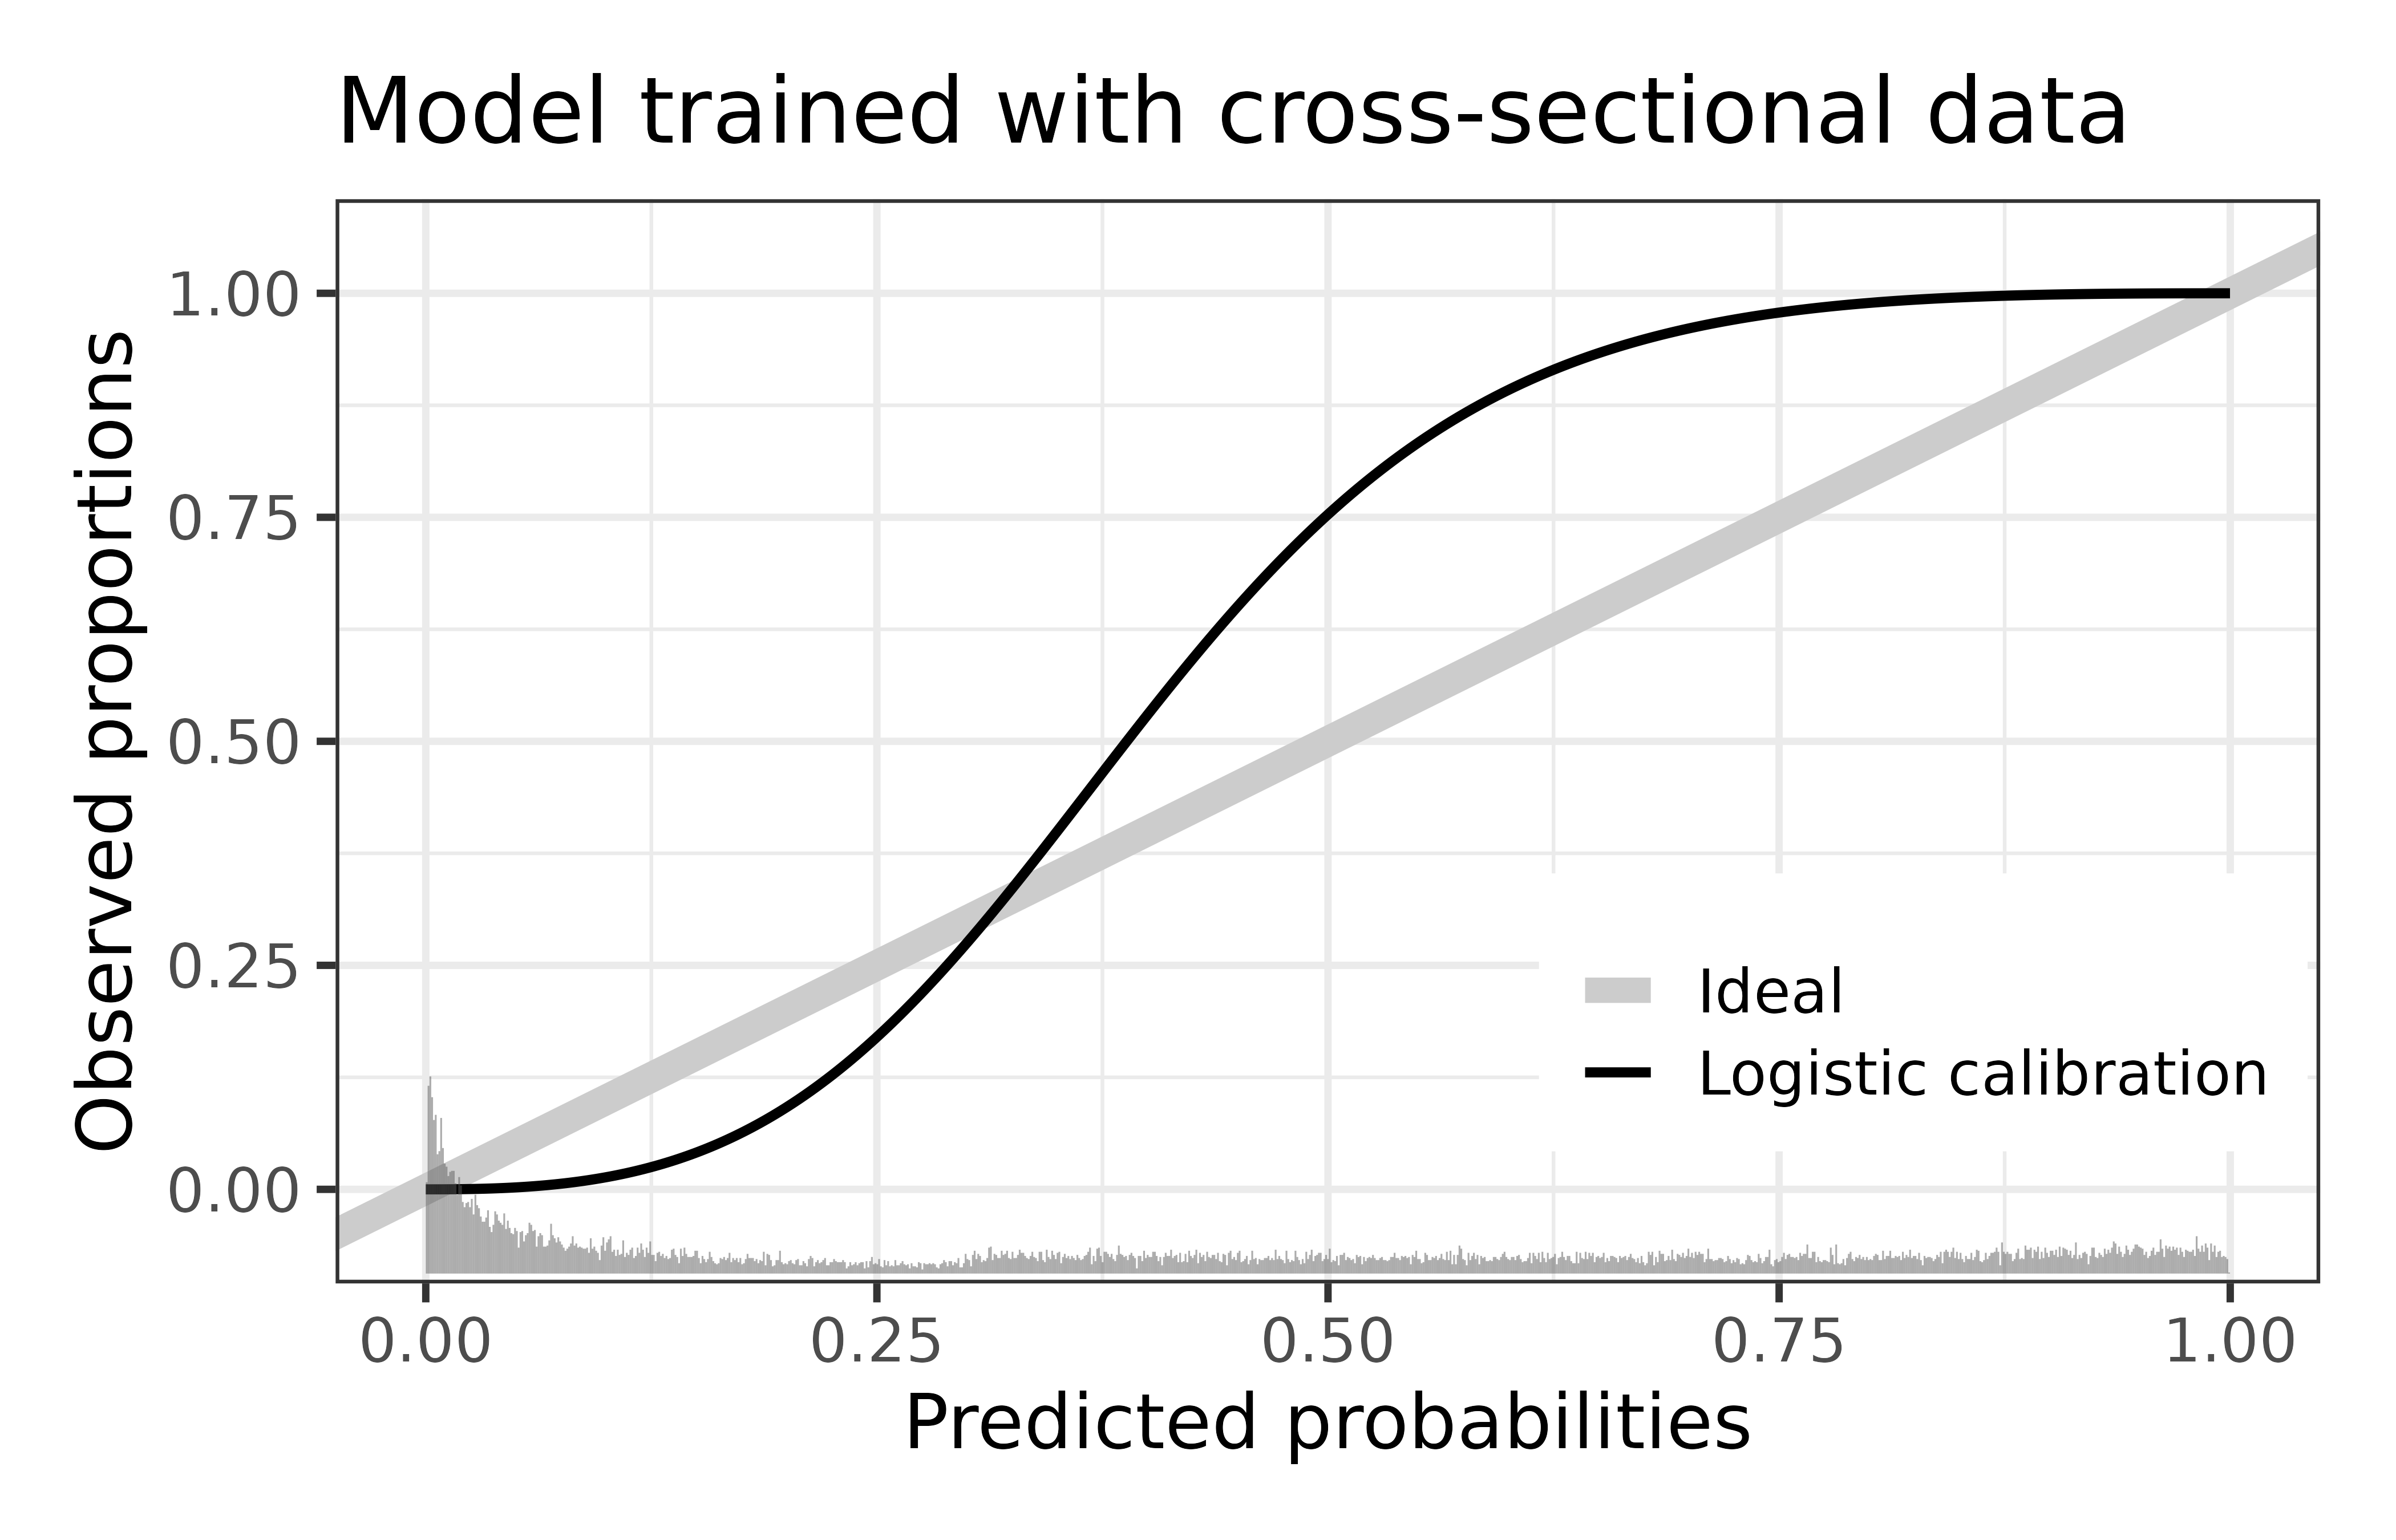 Model trained with cross-sectional data
Observed proportions
1.00
0.75
0.50
0.25
0.00
Ideal
Logistic calibration
0.00 0.25 0.50 0.75 1.00
Predicted probabilities